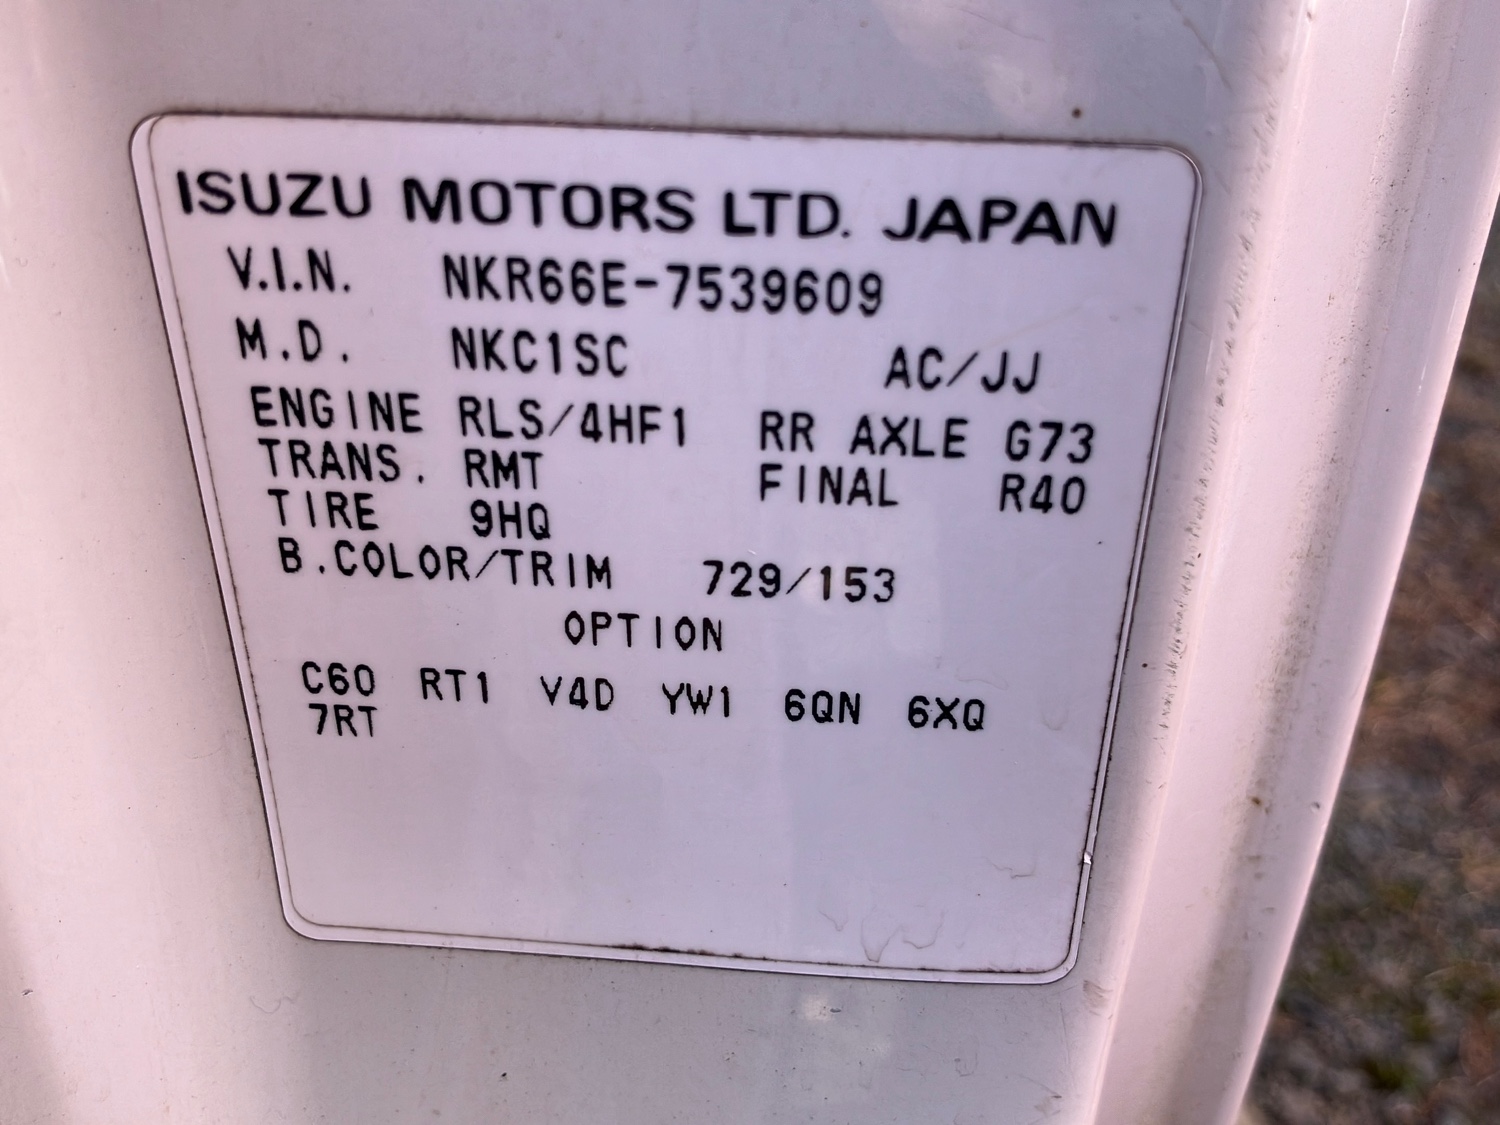 ISUZU MOTORS LTD. JAPAN
V.I.N. NKR66E-7539609
M.D. NKC1SC AC/JJ
ENGINE RLS/4HF1 RR AXLE G73
TRANS. RMT FINAL R40
TIRE 9HQ
B.COLOR/TRIM 729/153
OPTION
C60 RT1 V4D YW1 6QN 6XQ
7RT